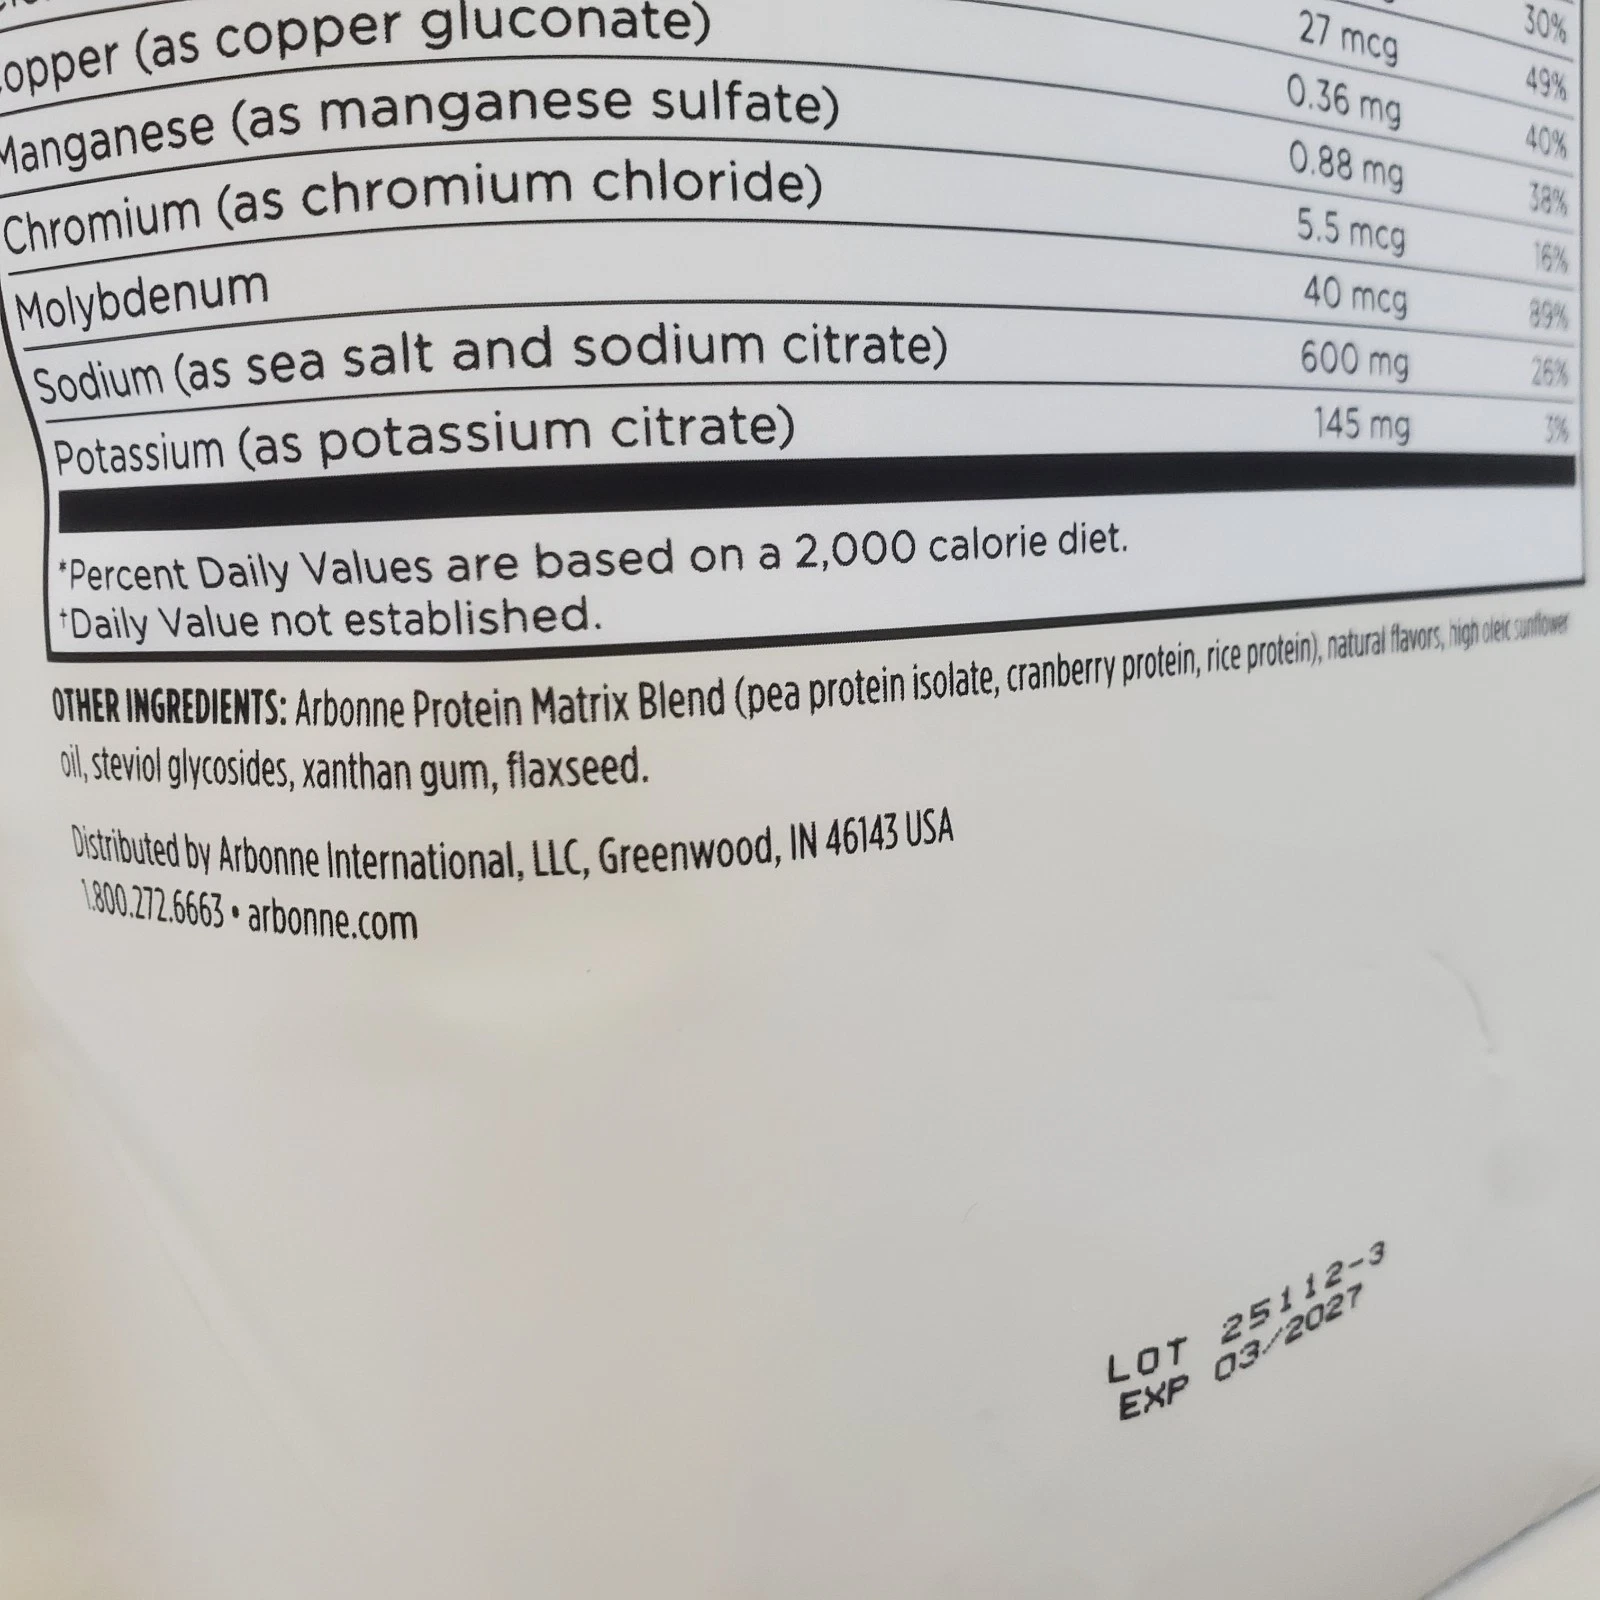 opper (as copper gluconate) 0.36 mg 40%
Manganese (as manganese sulfate) 0.88 mg 38%
Chromium (as chromium chloride) 5.5 mcg 16%
Molybdenum 40 mcg 89%
Sodium (as sea salt and sodium citrate) 600 mg 26%
Potassium (as potassium citrate) 145 mg 3%
27 mcg 49%
30%
*Percent Daily Values are based on a 2,000 calorie diet.
†Daily Value not established.
OTHER INGREDIENTS: Arbonne Protein Matrix Blend (pea protein isolate, cranberry protein, rice protein), natural flavors, high oleic sunflower
oil, steviol glycosides, xanthan gum, flaxseed.
Distributed by Arbonne International, LLC, Greenwood, IN 46143 USA
1.800.272.6663 • arbonne.com
LOT 25112-3
EXP 03/2027